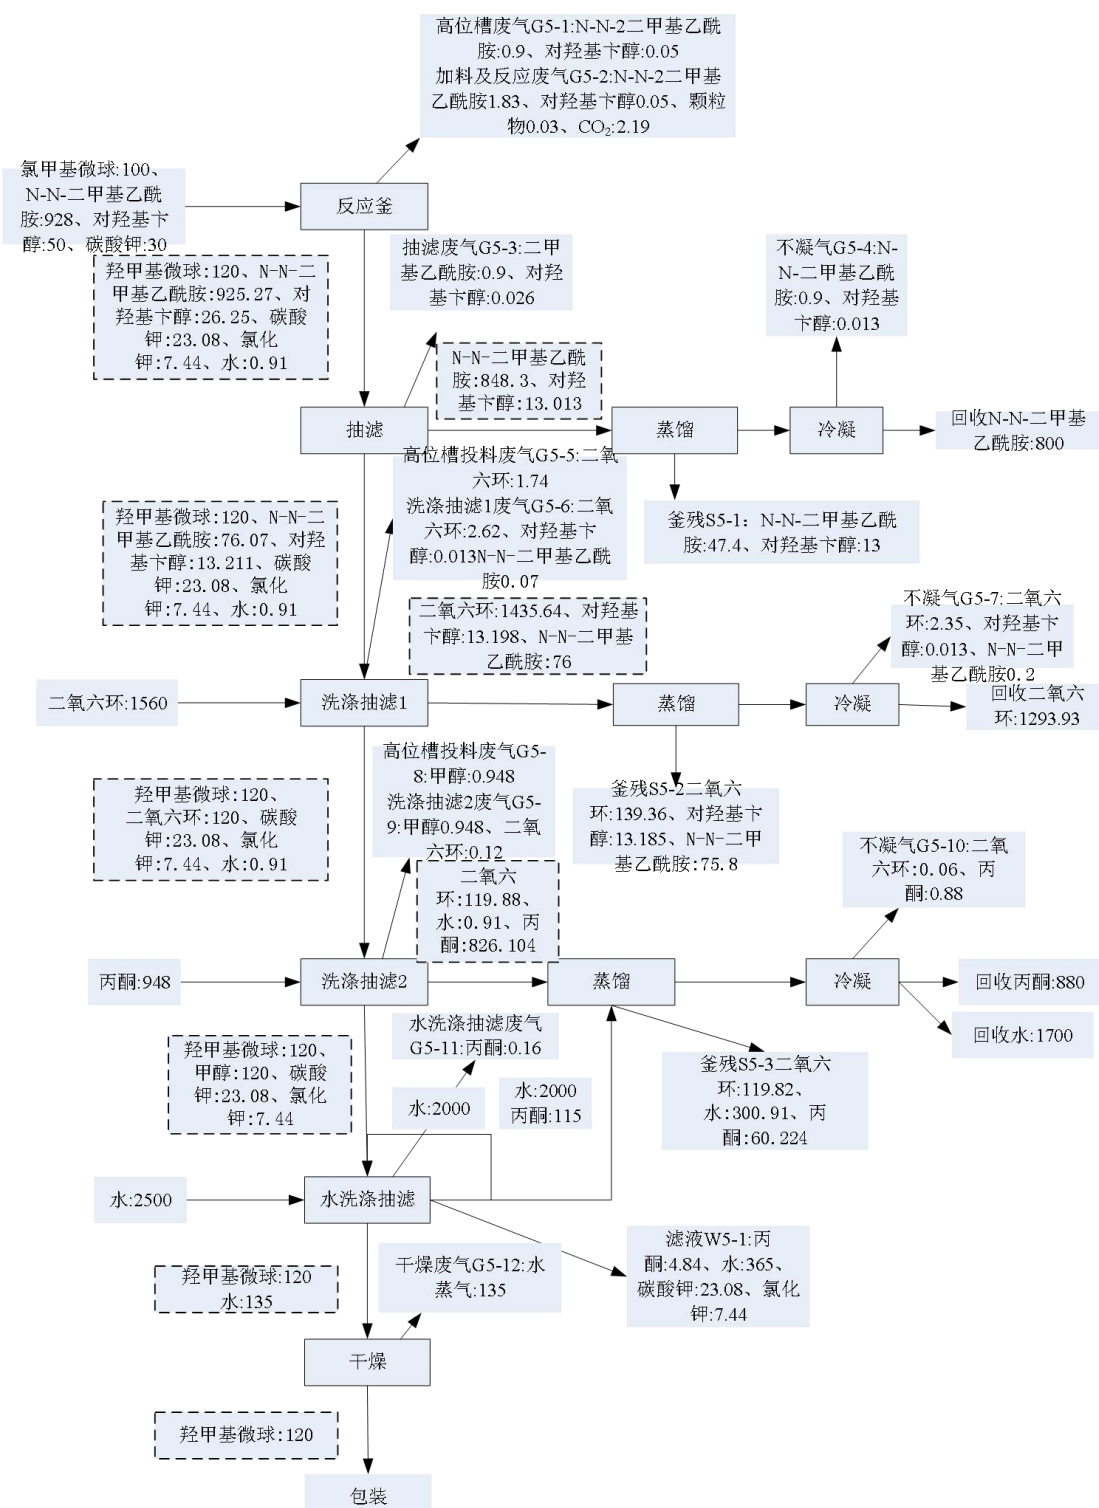 高位槽废气G5-1:N-N-2二甲基乙酰
胺:0.9、对羟基卞醇:0.05
加料及反应废气G5-2:N-N-2二甲基
乙酰胺1.83、对羟基卞醇0.05、颗粒
物0.03、CO₂:2.19
氯甲基微球:100、
N-N-二甲基乙酰
胺:928、对羟基卞
醇:50、碳酸钾:30
反应釜
羟甲基微球:120、N-N-二
甲基乙酰胺:925.27、对
羟基卞醇:26.25、碳酸
钾:23.08、氯化
钾:7.44、水:0.91
抽滤废气G5-3:二甲
基乙酰胺:0.9、对羟
基卞醇:0.026
不凝气G5-4:N-
N-二甲基乙酰
胺:0.9、对羟基
卞醇:0.013
N-N-二甲基乙酰
胺:848.3、对羟
基卞醇:13.013
抽滤
蒸馏
冷凝
回收N-N-二甲基
乙酰胺:800
高位槽投料废气G5-5:二氧
六环:1.74
洗涤抽滤1废气G5-6:二氧
六环:2.62、对羟基卞
醇:0.013N-N-二甲基乙酰
胺0.07
釜残S5-1：N-N-二甲基乙酰
胺:47.4、对羟基卞醇:13
羟甲基微球:120、N-N-二
甲基乙酰胺:76.07、对羟
基卞醇:13.211、碳酸
钾:23.08、氯化
钾:7.44、水:0.91
二氧六环:1435.64、对羟基
卞醇:13.198、N-N-二甲基
乙酰胺:76
不凝气G5-7:二氧六
环:2.35、对羟基卞
醇:0.013、N-N-二甲
基乙酰胺0.2
二氧六环:1560
洗涤抽滤1
蒸馏
冷凝
回收二氧六
环:1293.93
高位槽投料废气G5-
8:甲醇:0.948
洗涤抽滤2废气G5-
9:甲醇0.948、二氧
六环:0.12
釜残S5-2二氧六
环:139.36、对羟基卞
醇:13.185、N-N-二甲
基乙酰胺:75.8
羟甲基微球:120、
二氧六环:120、碳酸
钾:23.08、氯化
钾:7.44、水:0.91
二氧六
环:119.88、
水:0.91、丙
酮:826.104
不凝气G5-10:二氧
六环:0.06、丙
酮:0.88
丙酮:948
洗涤抽滤2
蒸馏
冷凝
回收丙酮:880
回收水:1700
水洗涤抽滤废气
G5-11:丙酮:0.16
羟甲基微球:120、
甲醇:120、碳酸
钾:23.08、氯化
钾:7.44
水:2000
水:2000
丙酮:115
釜残S5-3二氧六
环:119.82、
水:300.91、丙
酮:60.224
水:2500
水洗涤抽滤
滤液W5-1:丙
酮:4.84、水:365、
碳酸钾:23.08、氯化
钾:7.44
羟甲基微球:120
水:135
干燥废气G5-12:水
蒸气:135
干燥
羟甲基微球:120
包装